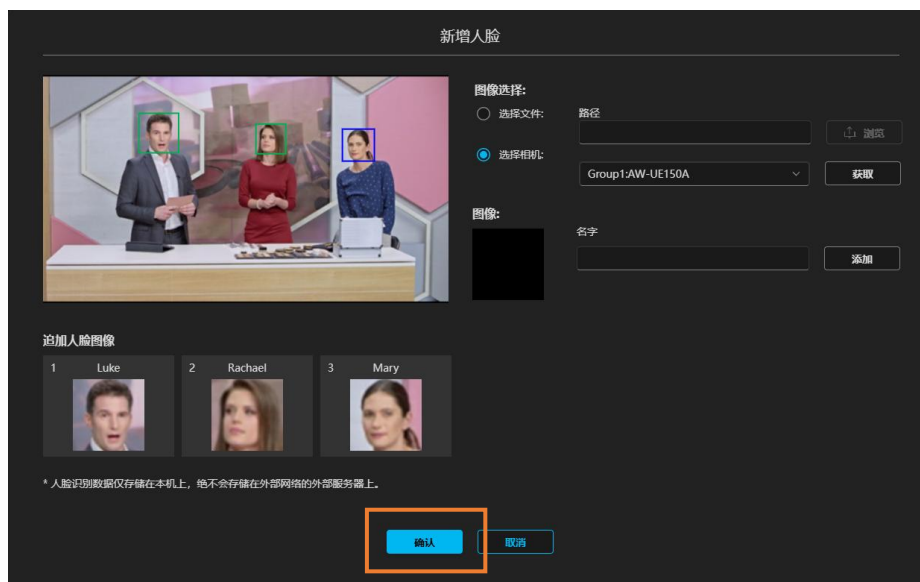 新增人脸
图像选择:
选择文件:
路径
浏览
选择相机:
Group1:AW-UE150A
获取
图像:
名字
添加
追加人脸图像
1 Luke
2 Rachael
3 Mary
* 人脸识别数据仅存储在本机上，绝不会存储在外部网络的外部服务器上。
确认
取消